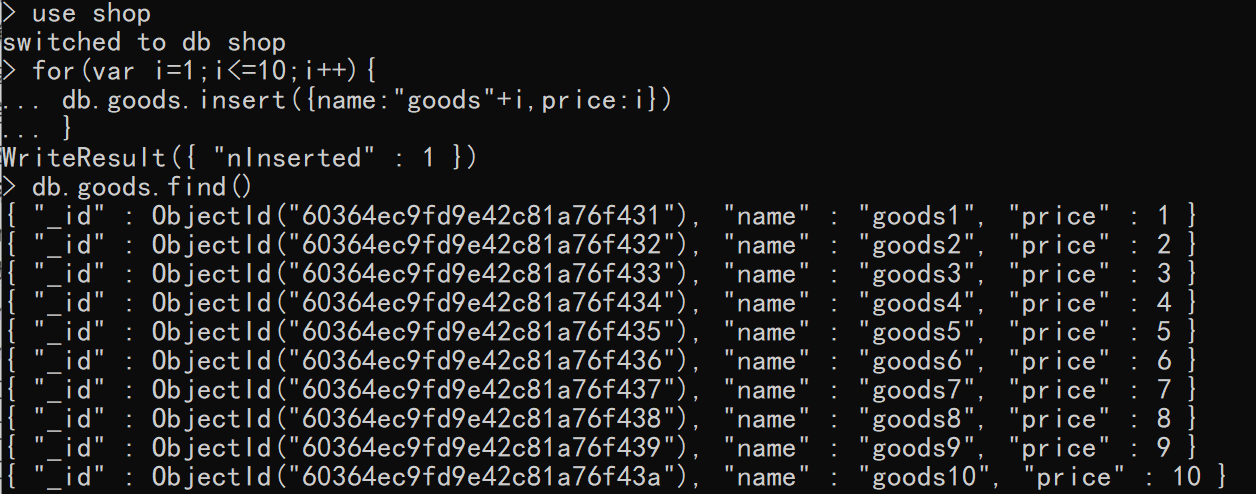 > use shop
switched to db shop
> for(var i=1;i<=10;i++){
... db.goods.insert({name:"goods"+i,price:i})
... }
WriteResult({ "nInserted" : 1 })
> db.goods.find()
{ "_id" : ObjectId("60364ec9fd9e42c81a76f431"), "name" : "goods1", "price" : 1 }
{ "_id" : ObjectId("60364ec9fd9e42c81a76f432"), "name" : "goods2", "price" : 2 }
{ "_id" : ObjectId("60364ec9fd9e42c81a76f433"), "name" : "goods3", "price" : 3 }
{ "_id" : ObjectId("60364ec9fd9e42c81a76f434"), "name" : "goods4", "price" : 4 }
{ "_id" : ObjectId("60364ec9fd9e42c81a76f435"), "name" : "goods5", "price" : 5 }
{ "_id" : ObjectId("60364ec9fd9e42c81a76f436"), "name" : "goods6", "price" : 6 }
{ "_id" : ObjectId("60364ec9fd9e42c81a76f437"), "name" : "goods7", "price" : 7 }
{ "_id" : ObjectId("60364ec9fd9e42c81a76f438"), "name" : "goods8", "price" : 8 }
{ "_id" : ObjectId("60364ec9fd9e42c81a76f439"), "name" : "goods9", "price" : 9 }
{ "_id" : ObjectId("60364ec9fd9e42c81a76f43a"), "name" : "goods10", "price" : 10 }